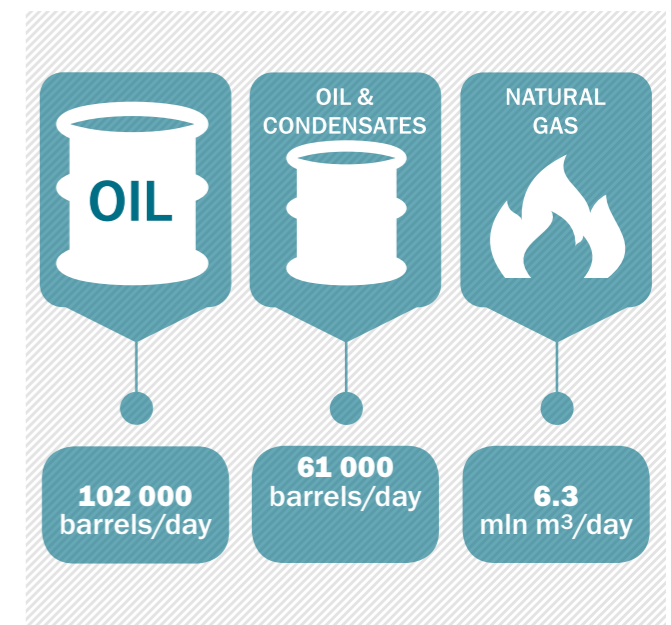 OIL
102 000
barrels/day
OIL &
CONDENSATES
61 000
barrels/day
NATURAL
GAS
6.3
mln m³/day